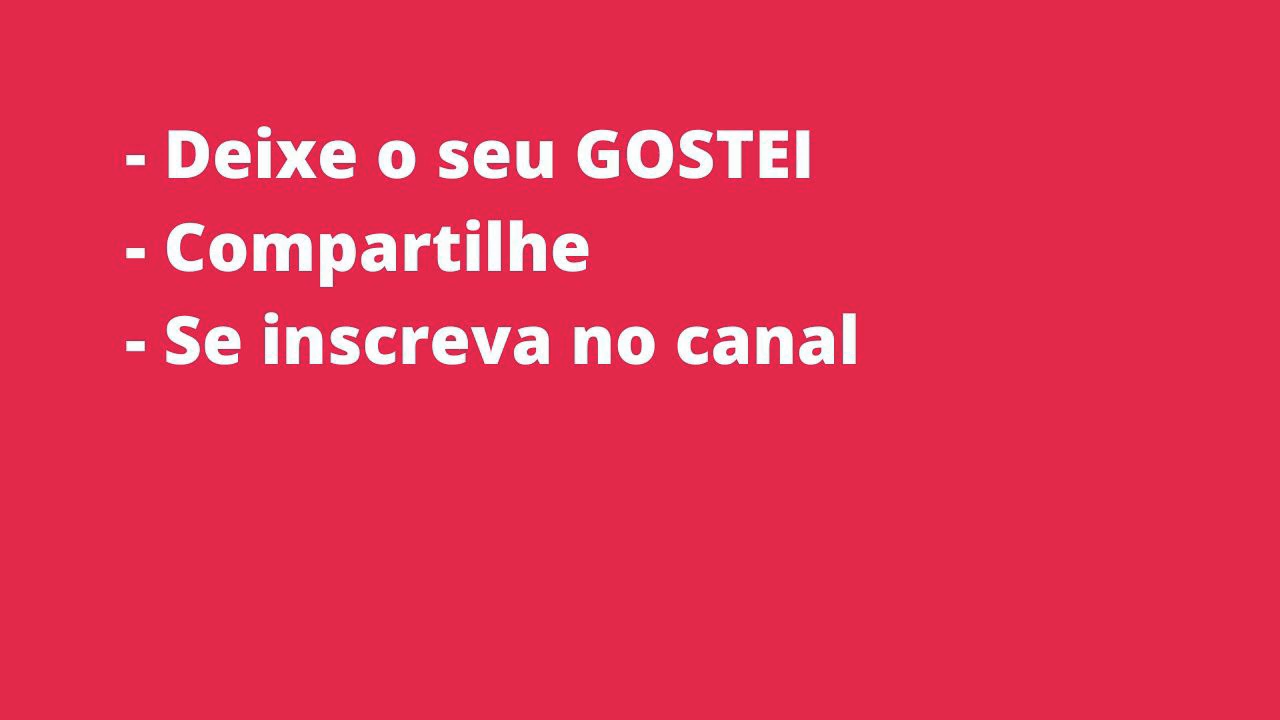 - Deixe o seu GOSTEI
- Compartilhe
- Se inscreva no canal